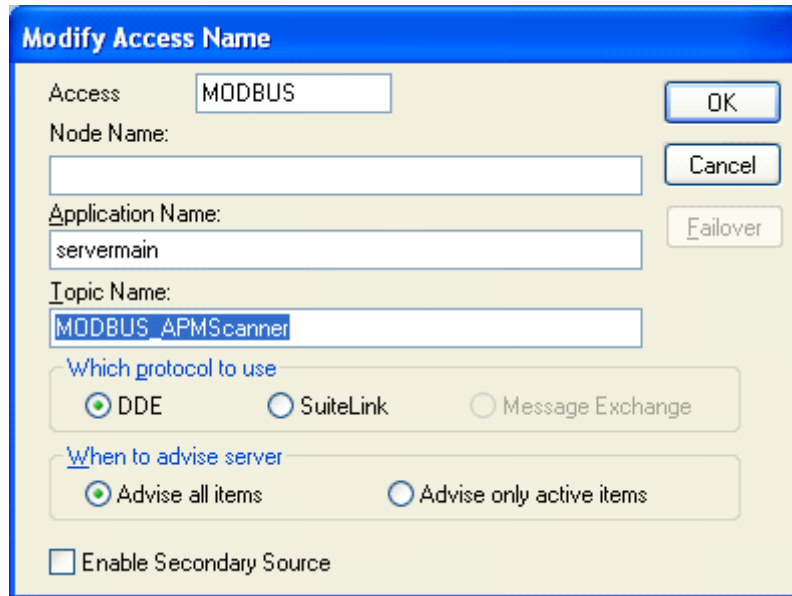 Modify Access Name
Access MODBUS OK
Node Name:
Cancel
Application Name:
servermain Failover
Topic Name:
MODBUS_APMScanner
Which protocol to use
DDE SuiteLink Message Exchange
When to advise server
Advise all items Advise only active items
Enable Secondary Source